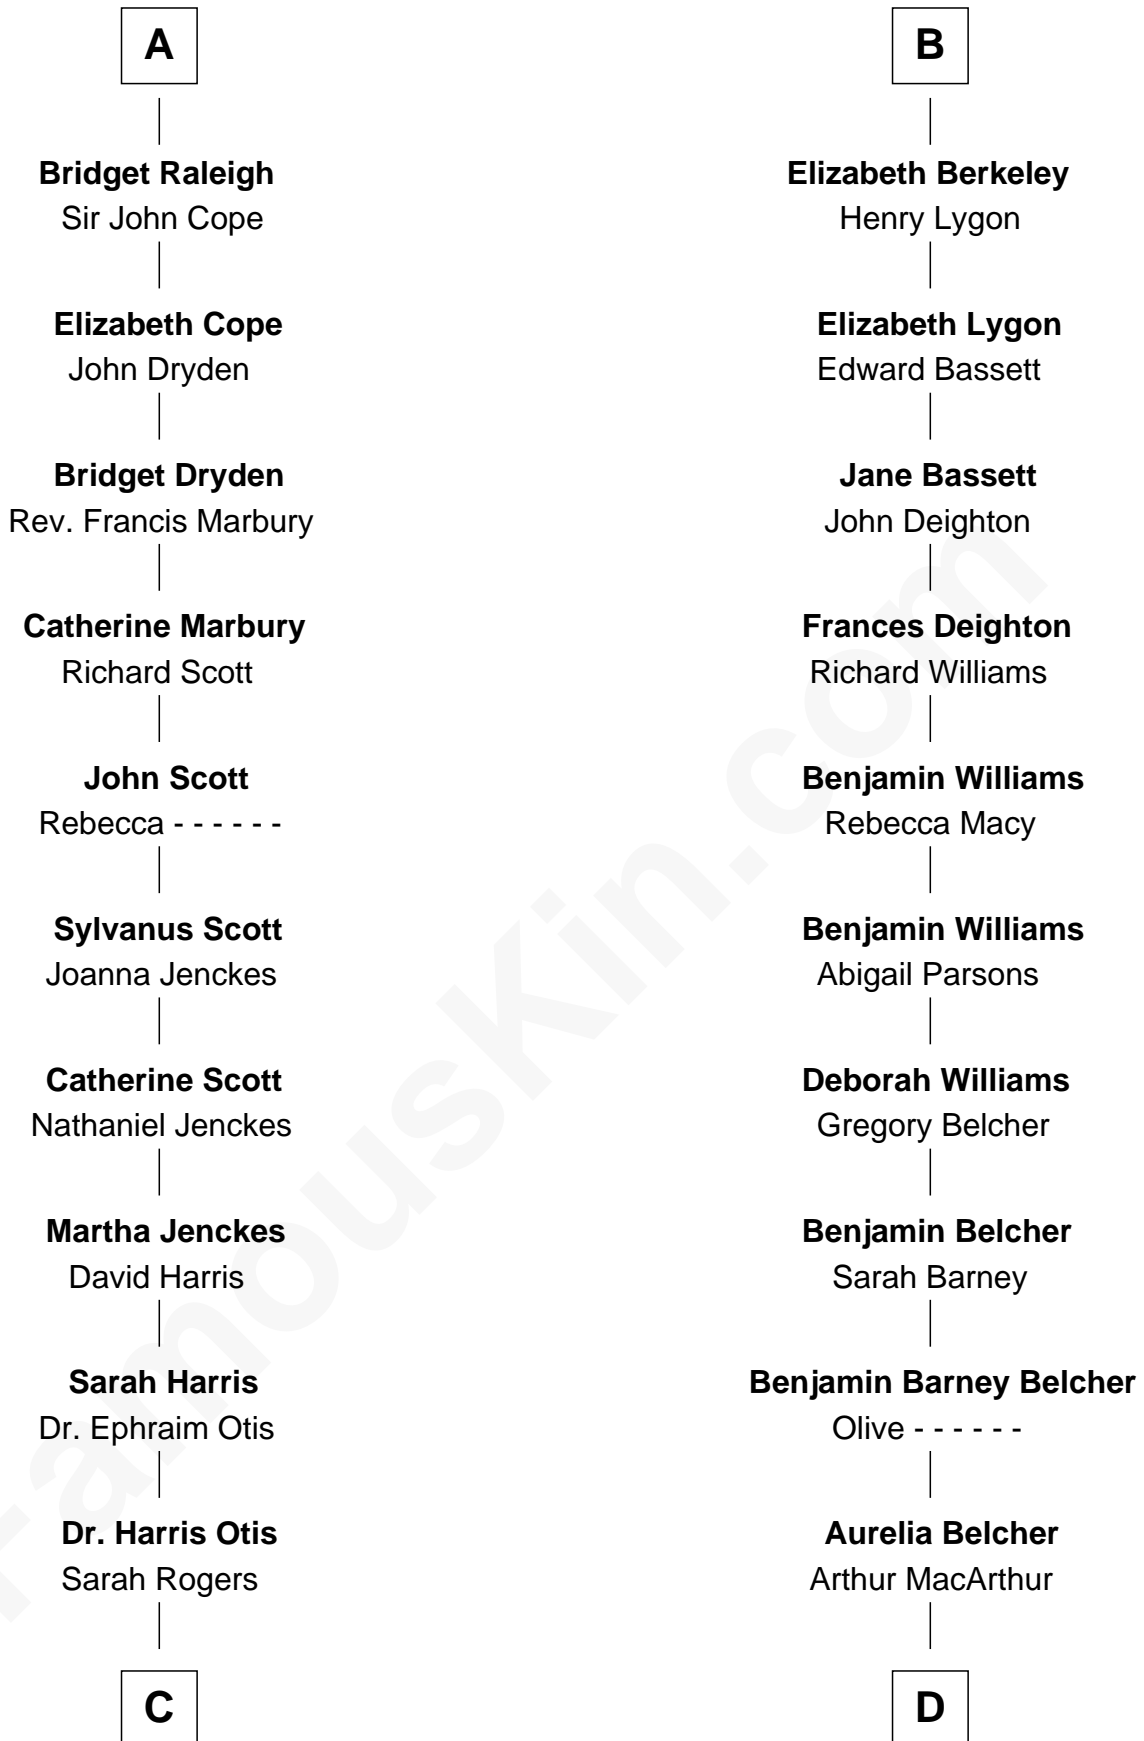 A
Bridget Raleigh
Sir John Cope
Elizabeth Cope
John Dryden
Bridget Dryden
Rev. Francis Marbury
Catherine Marbury
Richard Scott
John Scott
Rebecca - - - - - -
Sylvanus Scott
Joanna Jenckes
Catherine Scott
Nathaniel Jenckes
Martha Jenckes
David Harris
Sarah Harris
Dr. Ephraim Otis
Dr. Harris Otis
Sarah Rogers
C
B
Elizabeth Berkeley
Henry Lygon
Elizabeth Lygon
Edward Bassett
Jane Bassett
John Deighton
Frances Deighton
Richard Williams
Benjamin Williams
Rebecca Macy
Benjamin Williams
Abigail Parsons
Deborah Williams
Gregory Belcher
Benjamin Belcher
Sarah Barney
Benjamin Barney Belcher
Olive - - - - - -
Aurelia Belcher
Arthur MacArthur
D
FamousKin.com